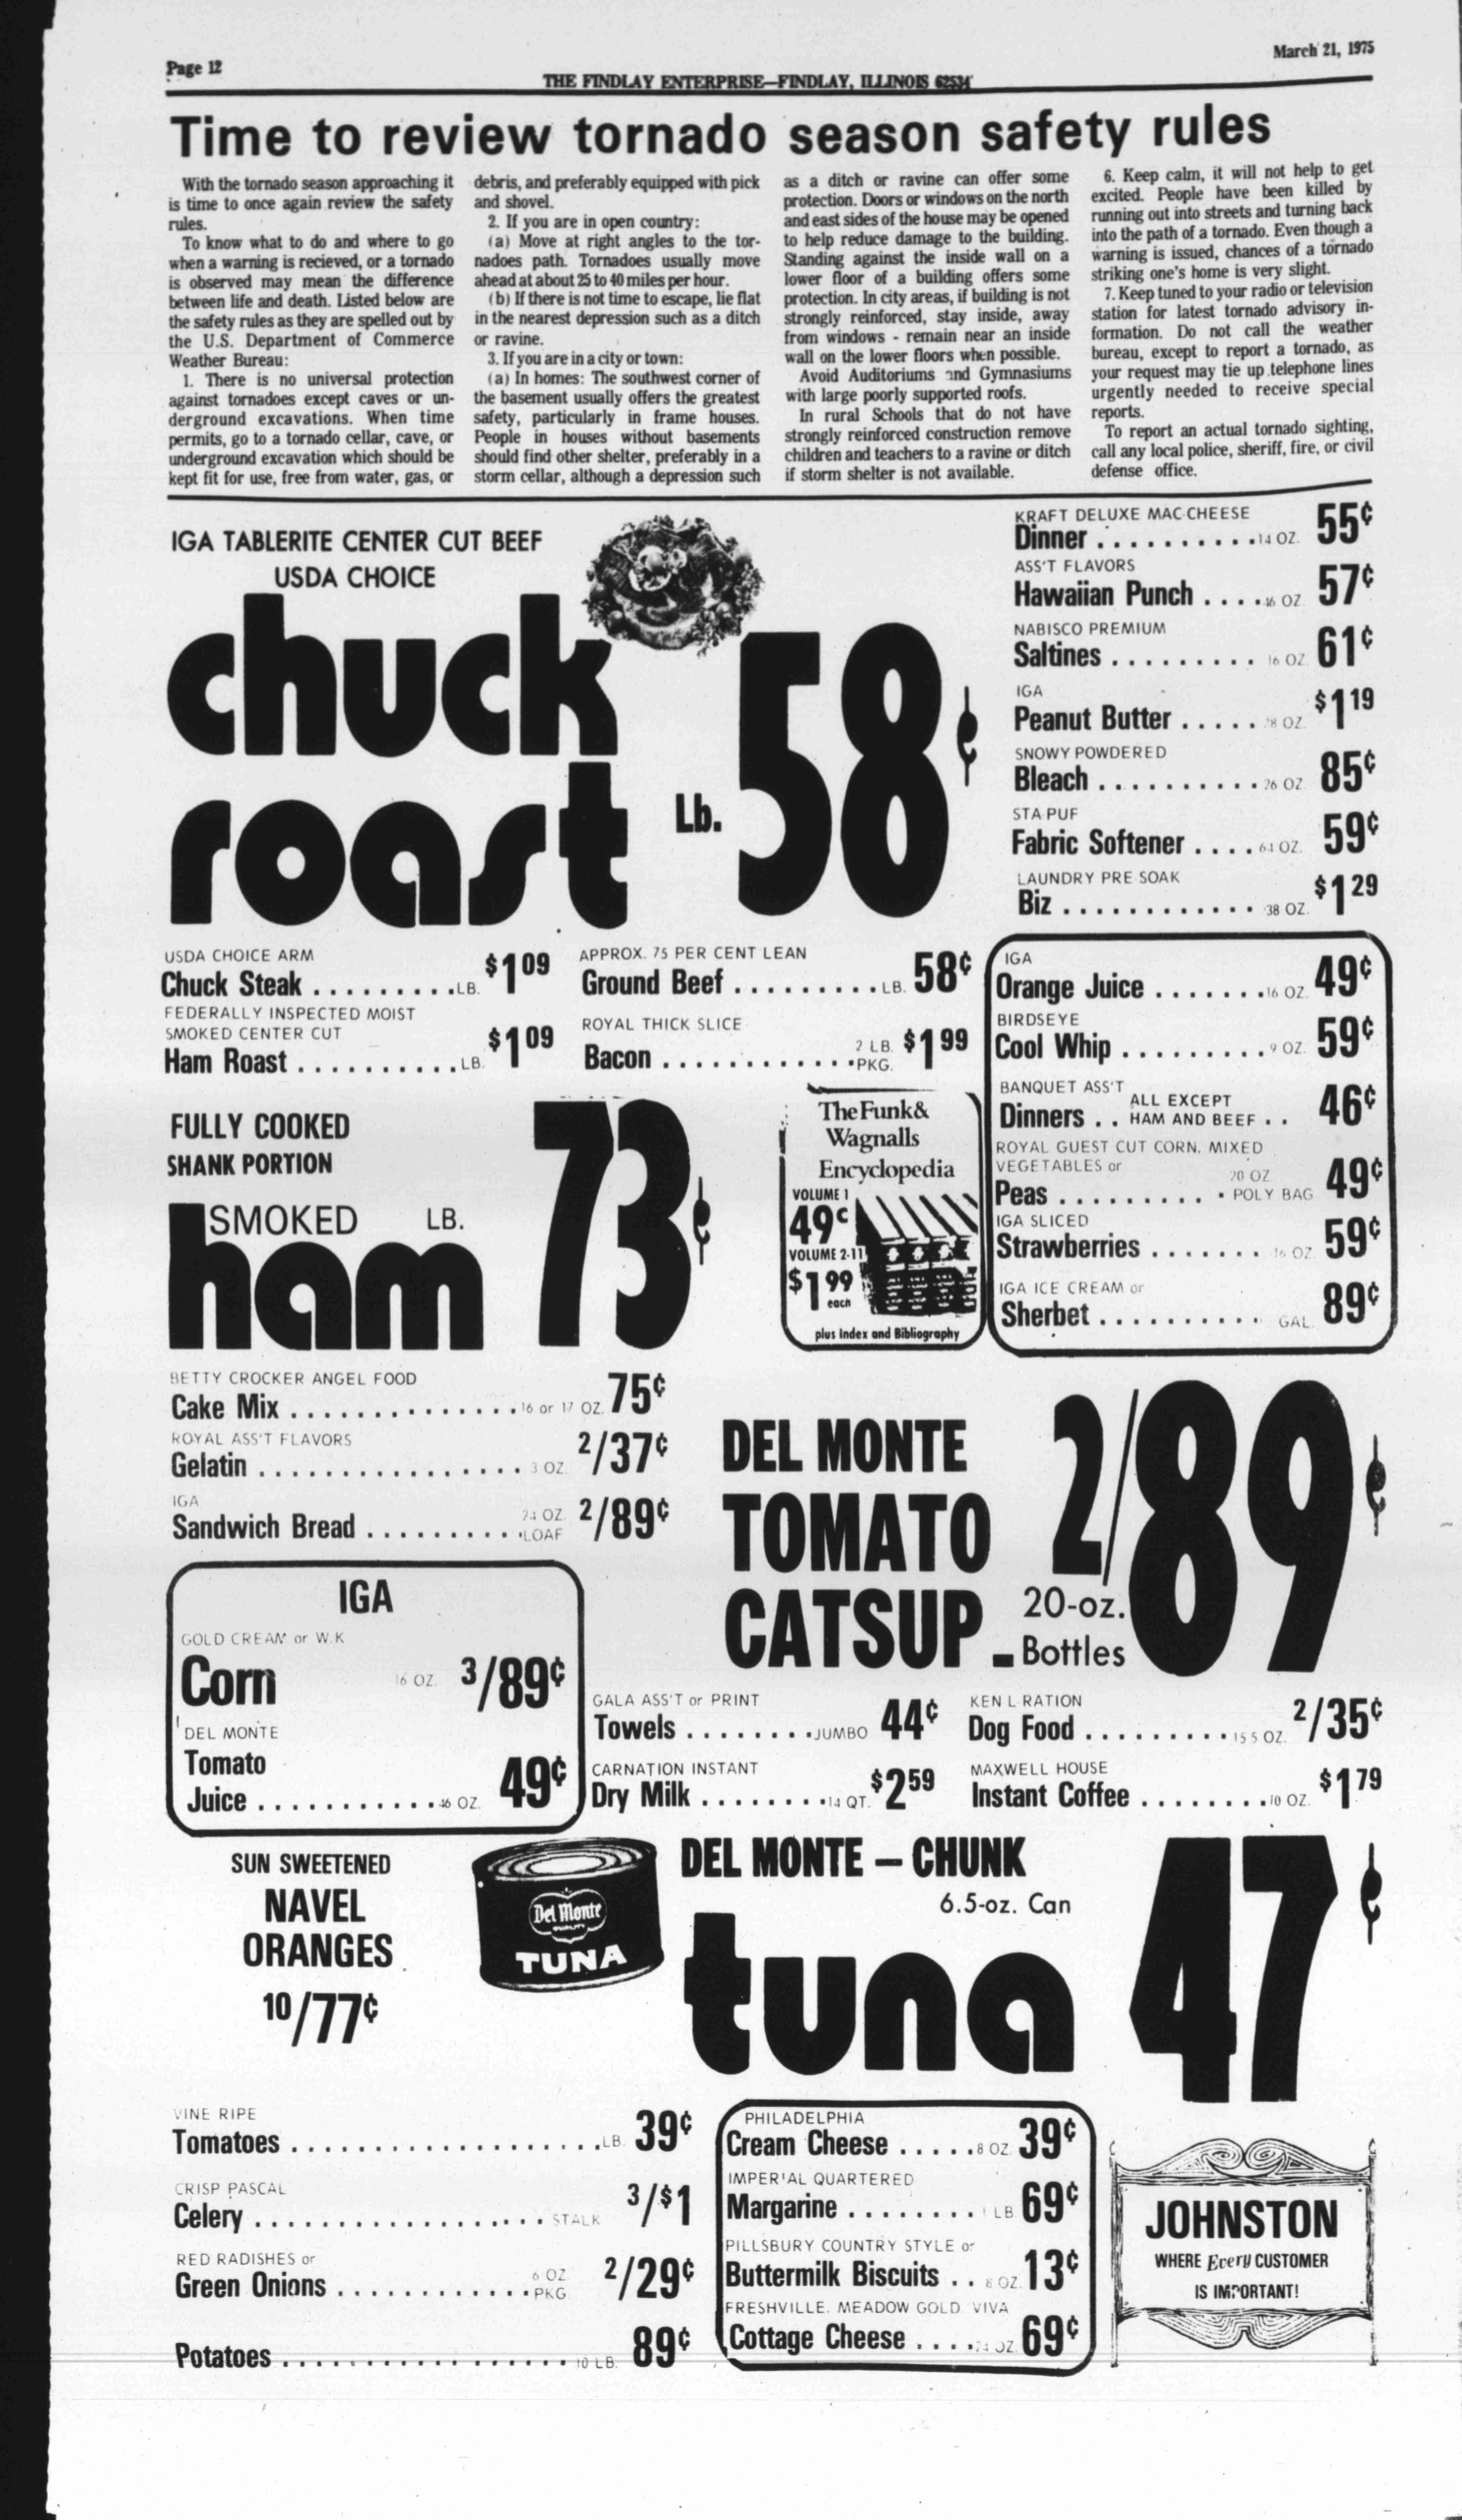 Page 12
March 21, 1975
THE FINDLAY ENTERPRISE—FINDLAY, ILLINOIS 62534
Time to review tornado season safety rules
With the tornado season approaching it
is time to once again review the safety
rules.
To know what to do and where to go
when a warning is recieved, or a tornado
is observed may mean the difference
between life and death. Listed below are
the safety rules as they are spelled out by
the U.S. Department of Commerce
Weather Bureau:
1. There is no universal protection
against tornadoes except caves or un-
derground excavations. When time
permits, go to a tornado cellar, cave, or
underground excavation which should be
kept fit for use, free from water, gas, or
debris, and preferably equipped with pick
and shovel.
2. If you are in open country:
(a) Move at right angles to the tor-
nadoes path. Tornadoes usually move
ahead at about 25 to 40 miles per hour.
(b) If there is not time to escape, lie flat
in the nearest depression such as a ditch
or ravine.
3. If you are in a city or town:
(a) In homes: The southwest corner of
the basement usually offers the greatest
safety, particularly in frame houses.
People in houses without basements
should find other shelter, preferably in a
storm cellar, although a depression such
as a ditch or ravine can offer some
protection. Doors or windows on the north
and east sides of the house may be opened
to help reduce damage to the building.
Standing against the inside wall on a
lower floor of a building offers some
protection. In city areas, if building is not
strongly reinforced, stay inside, away
from windows - remain near an inside
wall on the lower floors when possible.
Avoid Auditoriums and Gymnasiums
with large poorly supported roofs.
In rural Schools that do not have
strongly reinforced construction remove
children and teachers to a ravine or ditch
if storm shelter is not available.
6. Keep calm, it will not help to get
excited. People have been killed by
running out into streets and turning back
into the path of a tornado. Even though a
warning is issued, chances of a tornado
striking one's home is very slight.
7. Keep tuned to your radio or television
station for latest tornado advisory in-
formation. Do not call the weather
bureau, except to report a tornado, as
your request may tie up telephone lines
urgently needed to receive special
reports.
To report an actual tornado sighting,
call any local police, sheriff, fire, or civil
defense office.
IGA TABLERITE CENTER CUT BEEF
USDA CHOICE
chuck
roast
Lb. 58¢
KRAFT DELUXE MAC-CHEESE
Dinner . . . . . . . . . . 14 OZ. 55¢
ASS'T FLAVORS
Hawaiian Punch . . . . 46 OZ. 57¢
NABISCO PREMIUM
Saltines . . . . . . . . . 16 OZ. 61¢
IGA
Peanut Butter . . . . . 28 OZ. $1 19
SNOWY POWDERED
Bleach . . . . . . . . . . 26 OZ. 85¢
STA-PUF
Fabric Softener . . . . 64 OZ. 59¢
LAUNDRY PRE SOAK
Biz . . . . . . . . . . . . 38 OZ. $1 29
USDA CHOICE ARM
Chuck Steak . . . . . . . . . LB. $1 09
FEDERALLY INSPECTED MOIST
SMOKED CENTER CUT
Ham Roast . . . . . . . . . . LB. $1 09
APPROX. 75 PER CENT LEAN
Ground Beef . . . . . . . . . LB. 58¢
ROYAL THICK SLICE
Bacon . . . . . . . . . . . . 2 LB. PKG. $1 99
IGA
Orange Juice . . . . . . . 16 OZ. 49¢
BIRDSEYE
Cool Whip . . . . . . . . . 9 OZ. 59¢
BANQUET ASS'T
Dinners . . ALL EXCEPT HAM AND BEEF . . 46¢
ROYAL GUEST CUT CORN, MIXED
VEGETABLES or
Peas . . . . . . . . . . 20 OZ. POLY BAG 49¢
IGA SLICED
Strawberries . . . . . . . 16 OZ. 59¢
IGA ICE CREAM or
Sherbet . . . . . . . . . . GAL. 89¢
FULLY COOKED
SHANK PORTION
SMOKED LB.
ham 73¢
The Funk &
Wagnalls
Encyclopedia
VOLUME 1
49¢
VOLUME 2-11
$1 99
each
plus Index and Bibliography
BETTY CROCKER ANGEL FOOD
Cake Mix . . . . . . . . . . . . . . 16 or 17 OZ. 75¢
ROYAL ASS'T FLAVORS
Gelatin . . . . . . . . . . . . . . . . 3 OZ. 2/37¢
IGA
Sandwich Bread . . . . . . . . . . 24 OZ. LOAF 2/89¢
DEL MONTE
TOMATO
CATSUP - 20-oz. Bottles 2/89¢
IGA
GOLD CREAM or W.K
Corn 16 OZ. 3/89¢
DEL MONTE
Tomato
Juice . . . . . . . . . . . 46 OZ. 49¢
GALA ASS'T or PRINT
Towels . . . . . . . . JUMBO 44¢
CARNATION INSTANT
Dry Milk . . . . . . . . 14 QT. $2 59
KEN L RATION
Dog Food . . . . . . . . . 15.5 OZ. 2/35¢
MAXWELL HOUSE
Instant Coffee . . . . . . . . 10 OZ. $1 79
SUN SWEETENED
NAVEL
ORANGES
10/77¢
Del Monte
QUALITY
TUNA
DEL MONTE – CHUNK
6.5-oz. Can
tuna 47¢
VINE RIPE
Tomatoes . . . . . . . . . . . . . . . . . . . LB. 39¢
CRISP PASCAL
Celery . . . . . . . . . . . . . . . . . . STALK 3/$1
RED RADISHES or
Green Onions . . . . . . . . . . . . 6 OZ PKG 2/29¢
Potatoes . . . . . . . . . . . . . . . . . . 10 LB. 89¢
PHILADELPHIA
Cream Cheese . . . . . 8 OZ. 39¢
IMPERIAL QUARTERED
Margarine . . . . . . . . 1 LB 69¢
PILLSBURY COUNTRY STYLE or
Buttermilk Biscuits . . 8 OZ. 13¢
FRESHVILLE, MEADOW GOLD, VIVA
Cottage Cheese . . . . 24 OZ. 69¢
JOHNSTON
WHERE Every CUSTOMER
IS IMPORTANT!